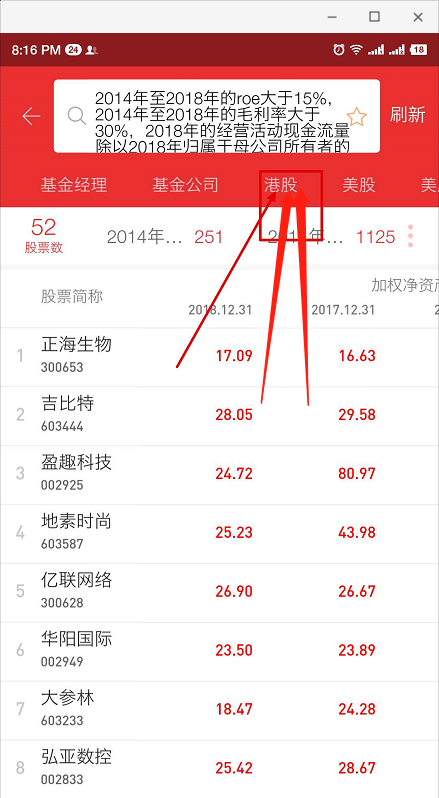 8:16 PM 24 18
2014年至2018年的roe大于15%,
2014年至2018年的毛利率大于
30%, 2018年的经营活动现金流量
除以2018年归属于母公司所有者的
刷新
基金经理 基金公司 港股 美股
52
股票数
2014年... 251 年... 1125
加权净资
股票简称 2018.12.31 2017.12.31
1 正海生物 17.09 16.63
300653
2 吉比特 28.05 29.58
603444
3 盈趣科技 24.72 80.97
002925
4 地素时尚 25.23 43.98
603587
5 亿联网络 26.90 26.67
300628
6 华阳国际 23.50 23.89
002949
7 大参林 18.47 24.28
603233
8 弘亚数控 25.42 28.67
002833